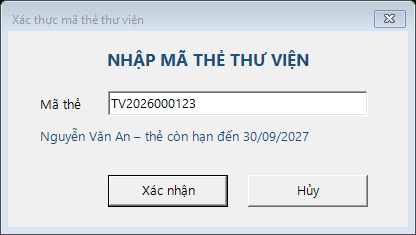 Xác thực mã thẻ thư viện
NHẬP MÃ THẺ THƯ VIỆN
Mã thẻ TV2026000123
Nguyễn Văn An – thẻ còn hạn đến 30/09/2027
Xác nhận Hủy